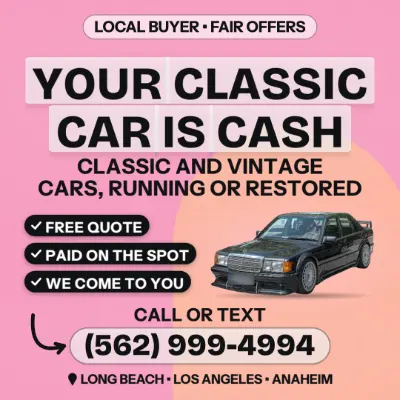 LOCAL BUYER • FAIR OFFERS
YOUR CLASSIC
CAR IS CASH
CLASSIC AND VINTAGE
CARS, RUNNING OR RESTORED
FREE QUOTE
PAID ON THE SPOT
WE COME TO YOU
CALL OR TEXT
(562) 999-4994
LONG BEACH • LOS ANGELES • ANAHEIM